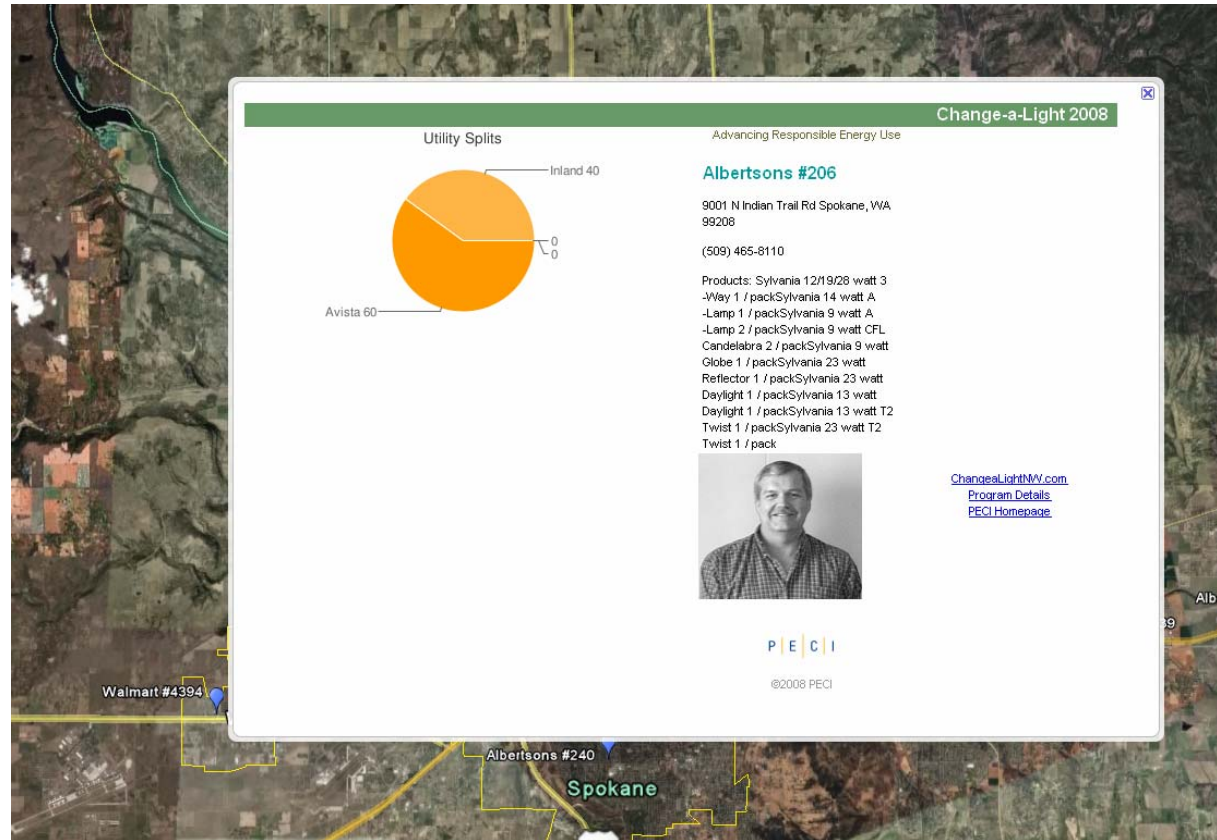 Change-a-Light 2008
Utility Splits
Inland 40
0
0
Avista 60
Advancing Responsible Energy Use
Albertsons #206
9001 N Indian Trail Rd Spokane, WA
99208
(509) 465-8110
Products: Sylvania 12/19/28 watt 3
-Way 1 / packSylvania 14 watt A
-Lamp 1 / packSylvania 9 watt A
-Lamp 2 / packSylvania 9 watt CFL
Candelabra 2 / packSylvania 9 watt
Globe 1 / packSylvania 23 watt
Reflector 1 / packSylvania 23 watt
Daylight 1 / packSylvania 13 watt
Daylight 1 / packSylvania 13 watt T2
Twist 1 / packSylvania 23 watt T2
Twist 1 / pack
ChangeaLightNW.com
Program Details
PECI Homepage
P E C I
©2008 PECI
Alb
39
Walmart #4394
Albertsons #240
Spokane